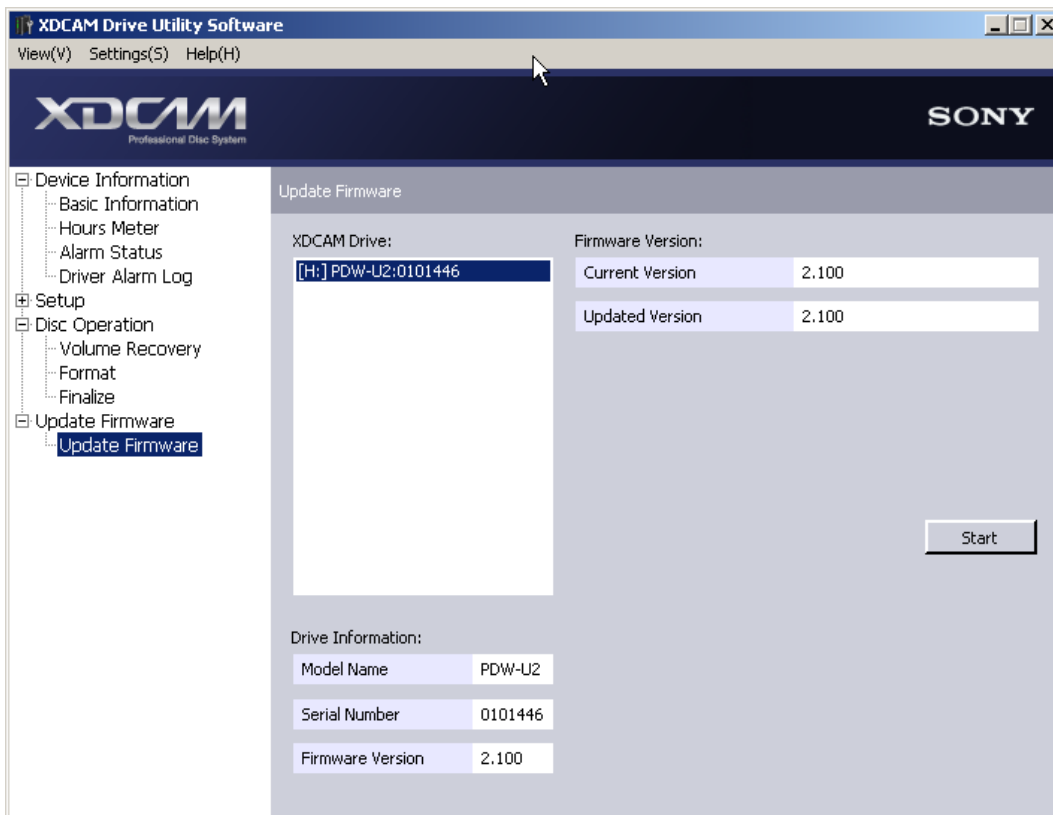 XDCAM Drive Utility Software
View(V) Settings(S) Help(H)
XDCAM
Professional Disc System
SONY
Device Information
Basic Information
Hours Meter
Alarm Status
Driver Alarm Log
Setup
Disc Operation
Volume Recovery
Format
Finalize
Update Firmware
Update Firmware
Update Firmware
XDCAM Drive:
[H:] PDW-U2:0101446
Firmware Version:
Current Version 2.100
Updated Version 2.100
Start
Drive Information:
Model Name PDW-U2
Serial Number 0101446
Firmware Version 2.100